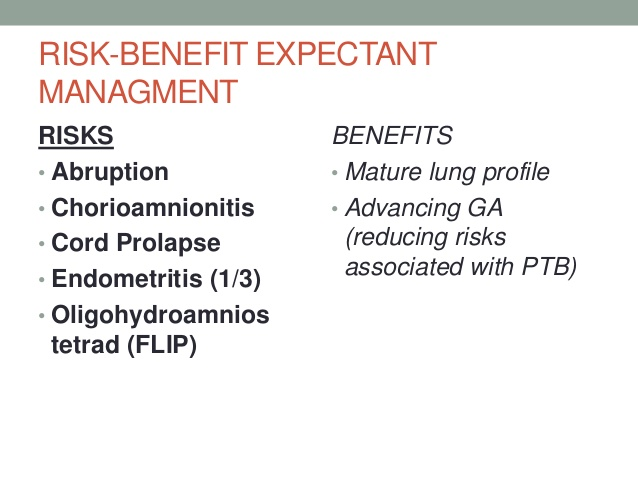 RISK-BENEFIT EXPECTANT
MANAGMENT
RISKS
• Abruption
• Chorioamnionitis
• Cord Prolapse
• Endometritis (1/3)
• Oligohydroamnios
tetrad (FLIP)
BENEFITS
• Mature lung profile
• Advancing GA
(reducing risks
associated with PTB)